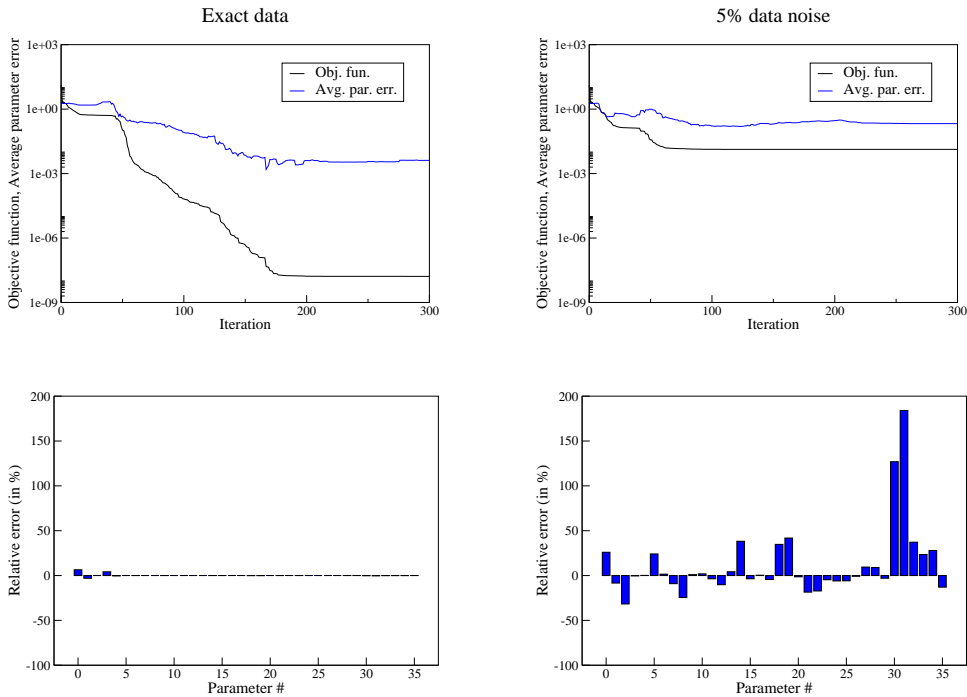 Exact data
5% data noise
1e+03
1e+00
1e-03
1e-06
1e-09
Objective function, Average parameter error
Obj. fun.
Avg. par. err.
0
100
200
300
Iteration
1e+03
1e+00
1e-03
1e-06
1e-09
Objective function, Average parameter error
Obj. fun.
Avg. par. err.
0
100
200
300
Iteration
200
150
100
50
0
-50
-100
Relative error (in %)
0 5 10 15 20 25 30 35
Parameter #
200
150
100
50
0
-50
-100
Relative error (in %)
0 5 10 15 20 25 30 35
Parameter #